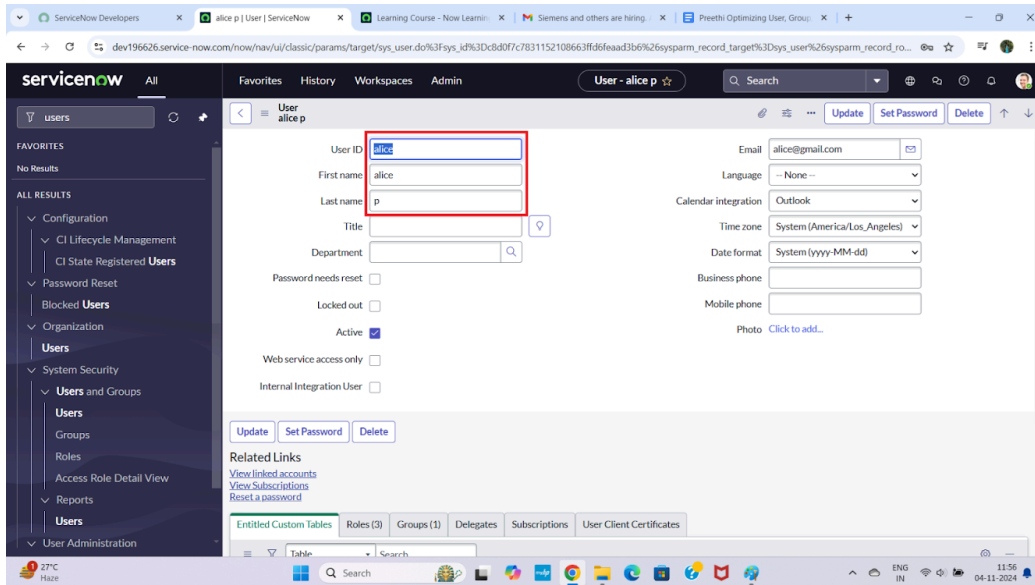 ServiceNow Developers
alice p | User | ServiceNow
Learning Course - Now Learnin
Siemens and others are hiring.
Preethi Optimizing User, Group
dev196626.service-now.com/now/nav/ui/classic/params/target/sys_user.do%3Fsys_id%3Dc8d0f7c7831152108663ffd6feaad3b6%26sysparm_record_target%3Dsys_user%26sysparm_record_ro...
servicenow
All
Favorites History Workspaces Admin
User - alice p
Search
users
User
alice p
Update Set Password Delete
FAVORITES
No Results
ALL RESULTS
Configuration
CI Lifecycle Management
CI State Registered Users
Password Reset
Blocked Users
Organization
Users
System Security
Users and Groups
Users
Groups
Roles
Access Role Detail View
Reports
Users
User Administration
User ID alice
First name alice
Last name p
Title
Department
Password needs reset
Locked out
Active
Web service access only
Internal Integration User
Email alice@gmail.com
Language -- None --
Calendar integration Outlook
Time zone System (America/Los_Angeles)
Date format System (yyyy-MM-dd)
Business phone
Mobile phone
Photo Click to add...
Update Set Password Delete
Related Links
View linked accounts
View Subscriptions
Reset a password
Entitled Custom Tables Roles (3) Groups (1) Delegates Subscriptions User Client Certificates
Table Search
1
27°C
Haze
Search
ENG
IN
11:56
04-11-2024